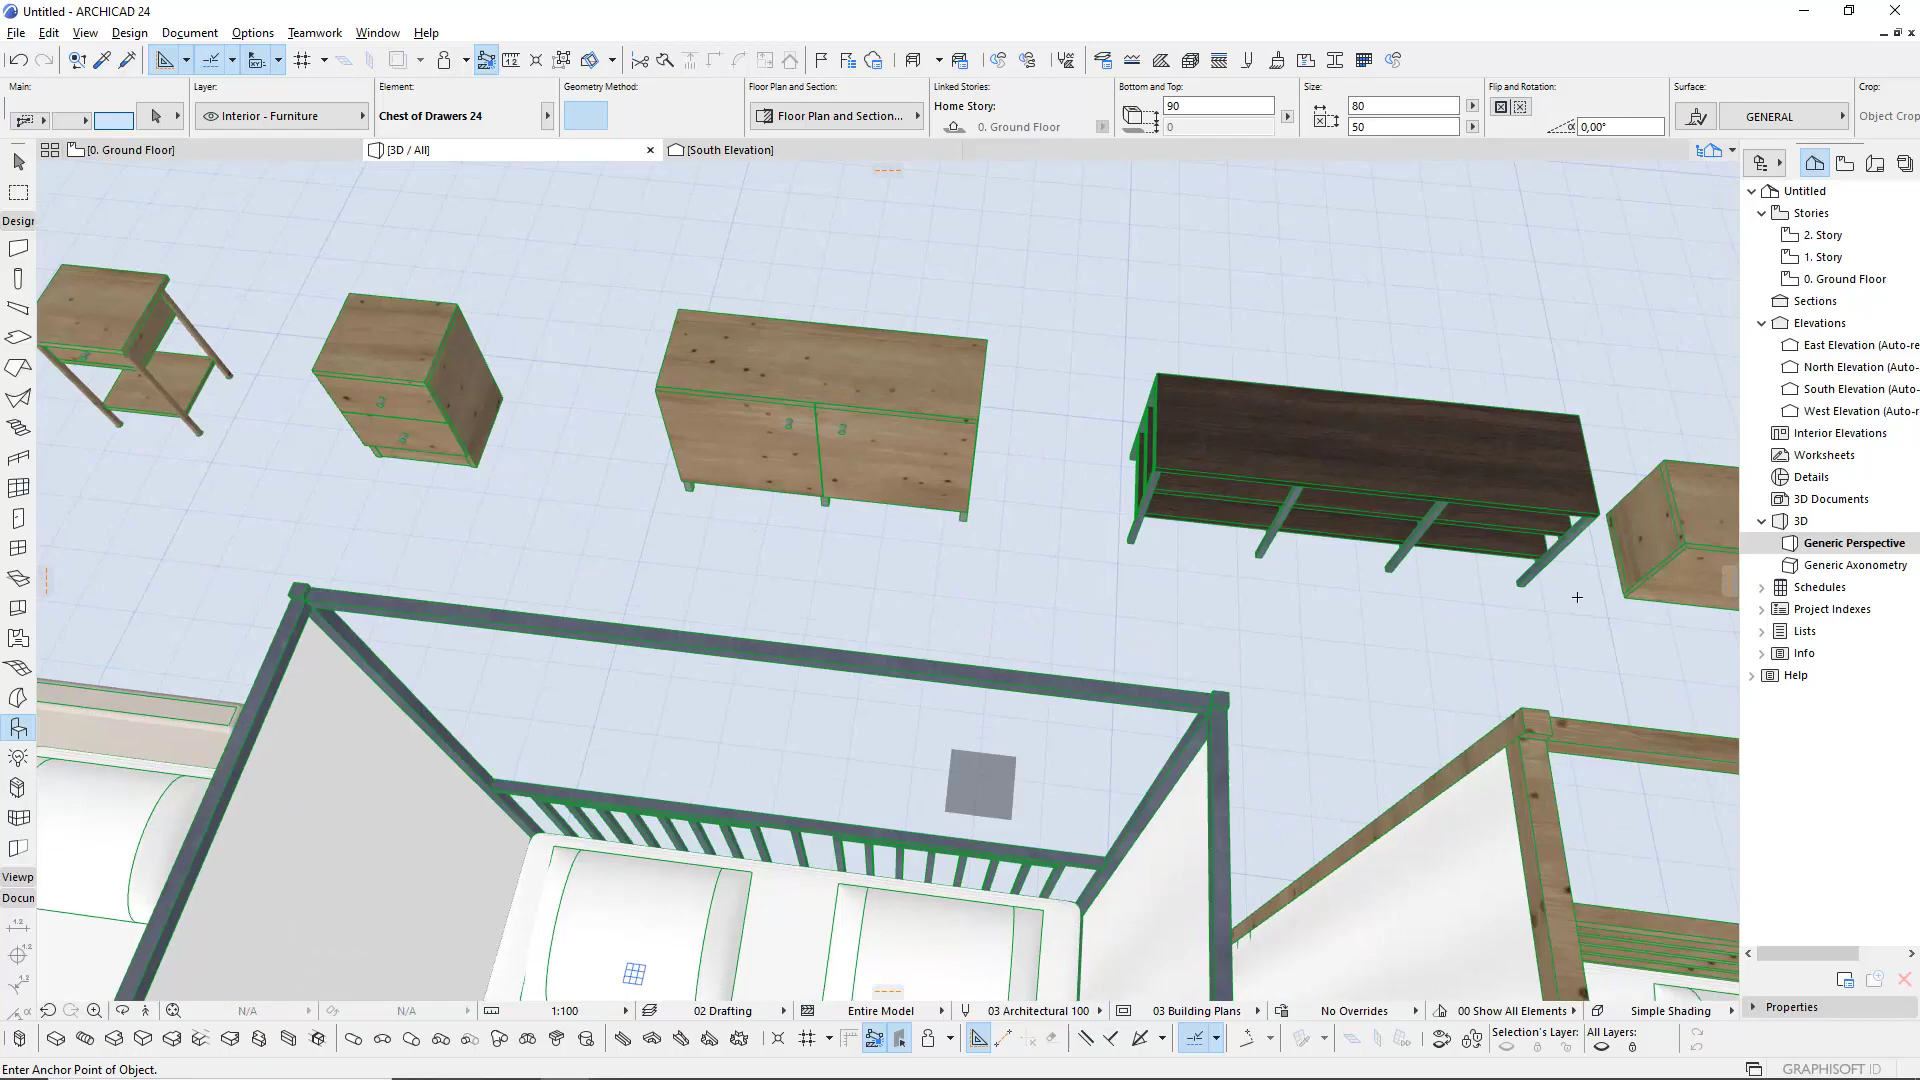 Untitled - ARCHICAD 24
File Edit View Design Document Options Teamwork Window Help
Main: Layer: Element: Geometry Method: Floor Plan and Section: Linked Stories: Bottom and Top: Size: Flip and Rotation: Surface: Crop:
Interior - Furniture
Chest of Drawers 24
Floor Plan and Section...
Home Story:
0. Ground Floor
90
0
80
50
0,00°
GENERAL
Object Crop
[0. Ground Floor]
[3D / All]
[South Elevation]
Design
Viewp
Docum
Untitled
Stories
2. Story
1. Story
0. Ground Floor
Sections
Elevations
East Elevation (Auto-re
North Elevation (Auto-
South Elevation (Auto-r
West Elevation (Auto-re
Interior Elevations
Worksheets
Details
3D Documents
3D
Generic Perspective
Generic Axonometry
Schedules
Project Indexes
Lists
Info
Help
Properties
N/A N/A 1:100 02 Drafting Entire Model 03 Architectural 100 03 Building Plans No Overrides 00 Show All Elements Simple Shading
Selection's Layer: All Layers:
Enter Anchor Point of Object.
GRAPHISOFT ID